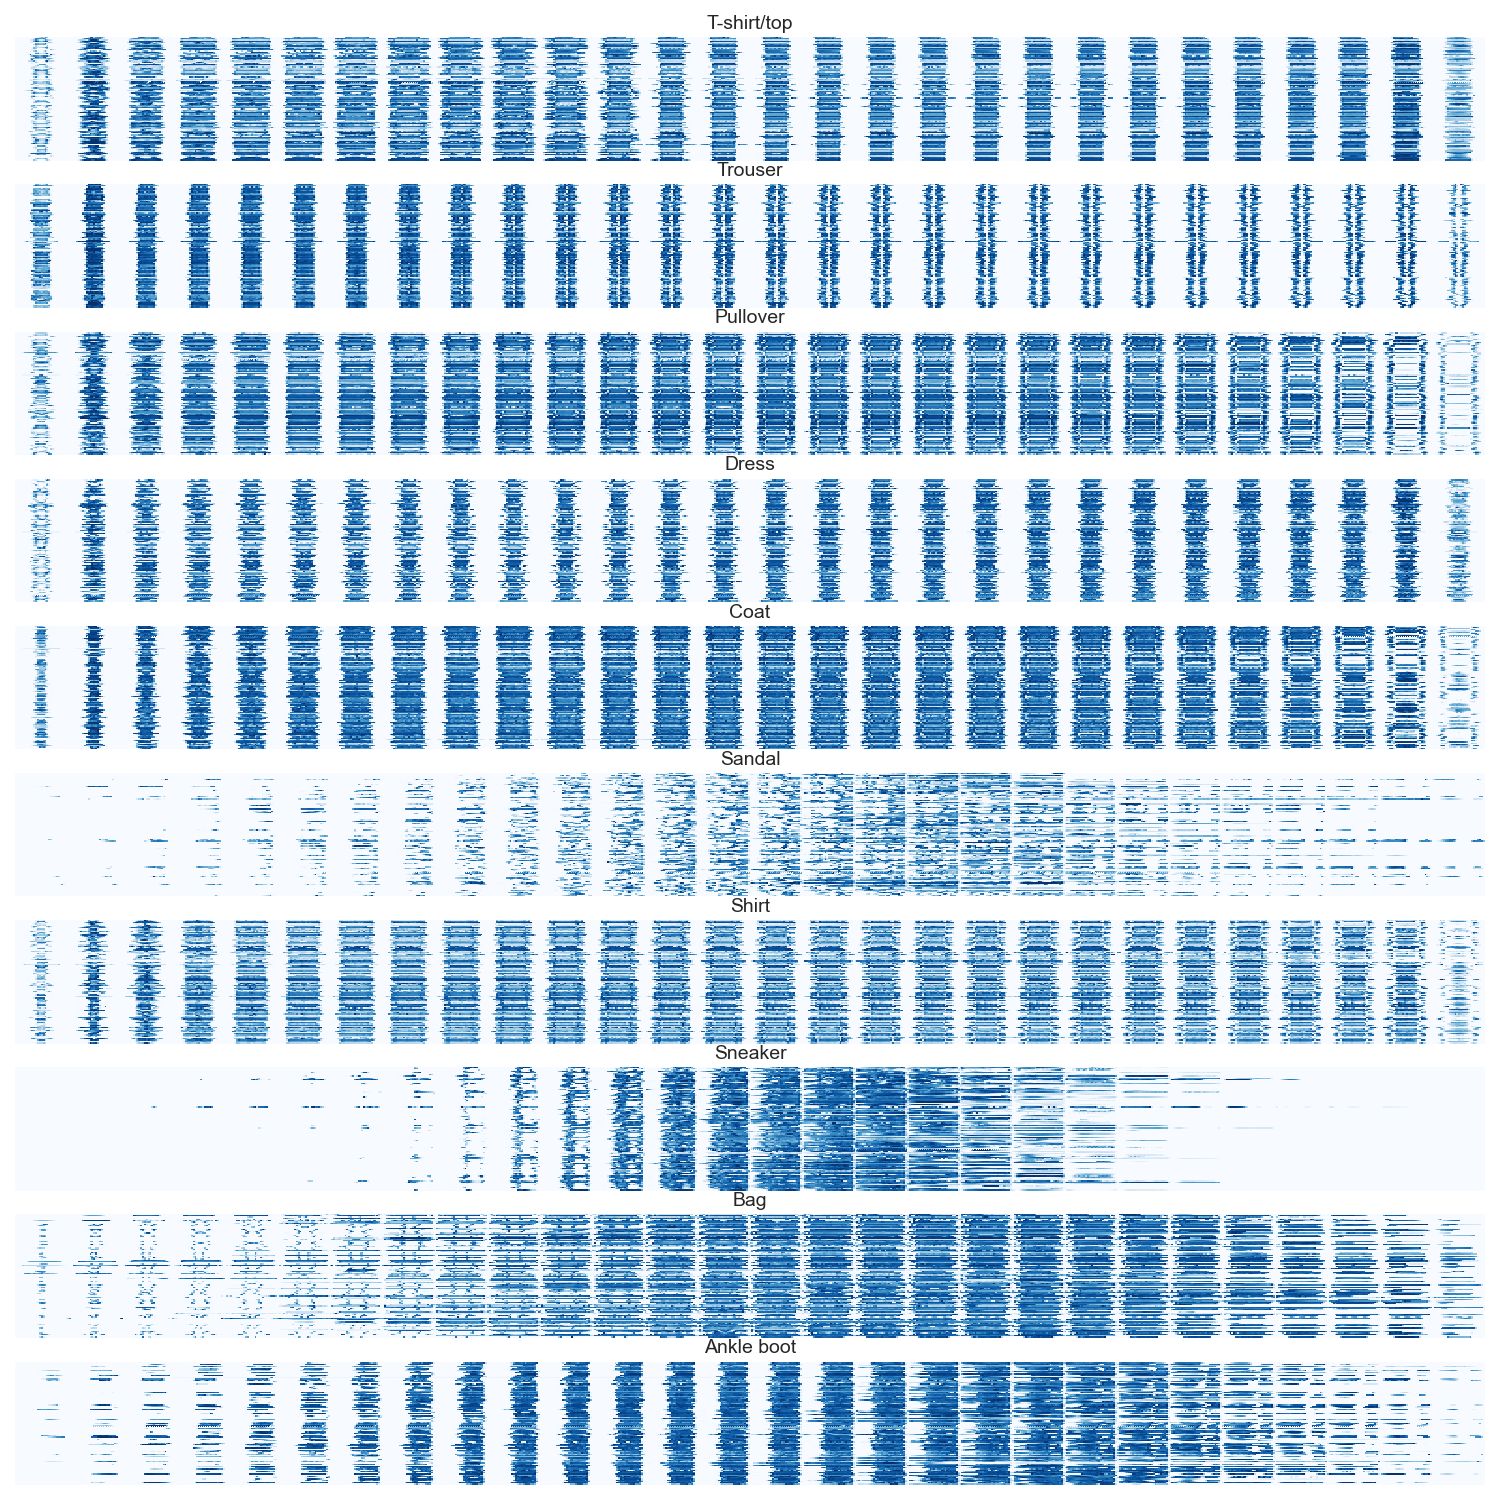 T-shirt/top
Trouser
Pullover
Dress
Coat
Sandal
Shirt
Sneaker
Bag
Ankle boot